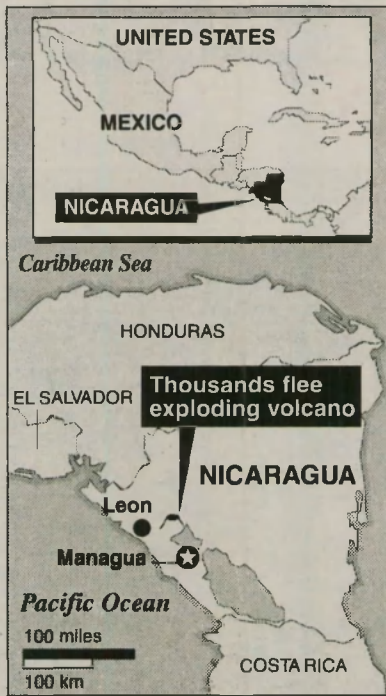 UNITED STATES
MEXICO
NICARAGUA
Caribbean Sea
HONDURAS
EL SALVADOR
Thousands flee
exploding volcano
NICARAGUA
Leon
Managua
Pacific Ocean
100 miles
100 km
COSTA RICA